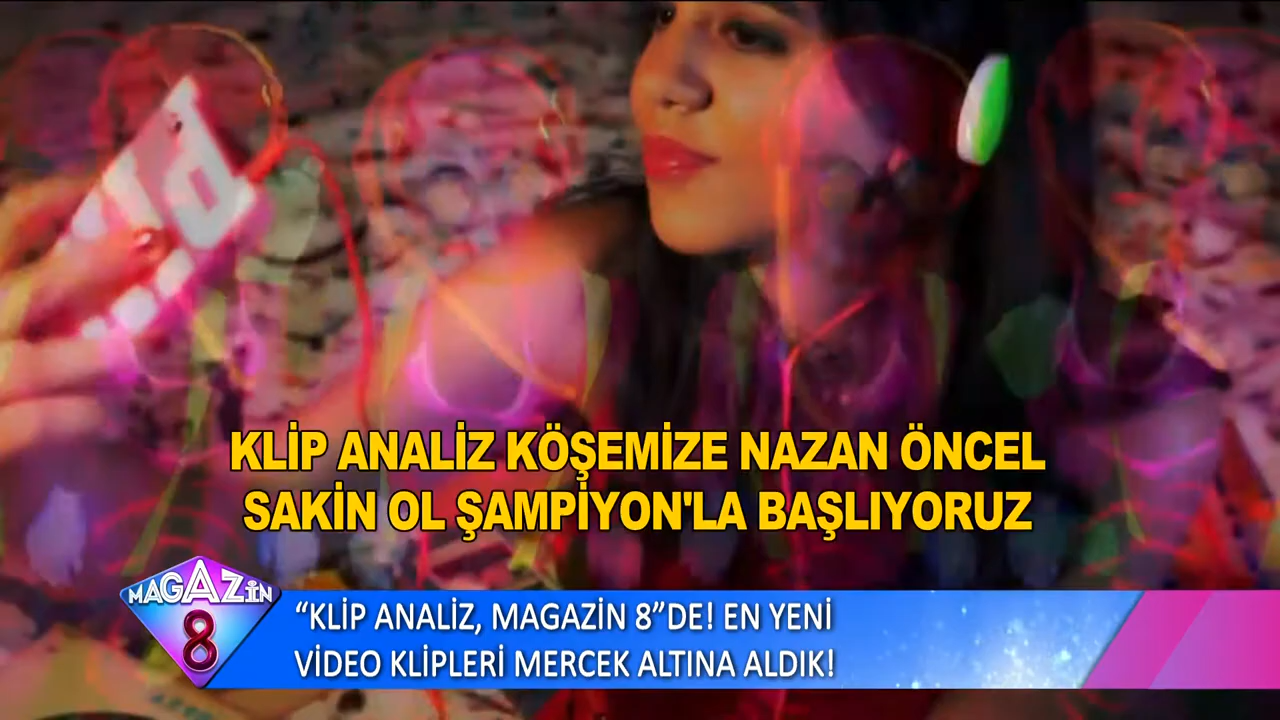 KLİP ANALİZ KÖŞEMİZE NAZAN ÖNCEL
SAKİN OL ŞAMPİYON'LA BAŞLIYORUZ
MAGAZİN
8
“KLİP ANALİZ, MAGAZİN 8”DE! EN YENİ
VİDEO KLİPLERİ MERCEK ALTINA ALDIK!